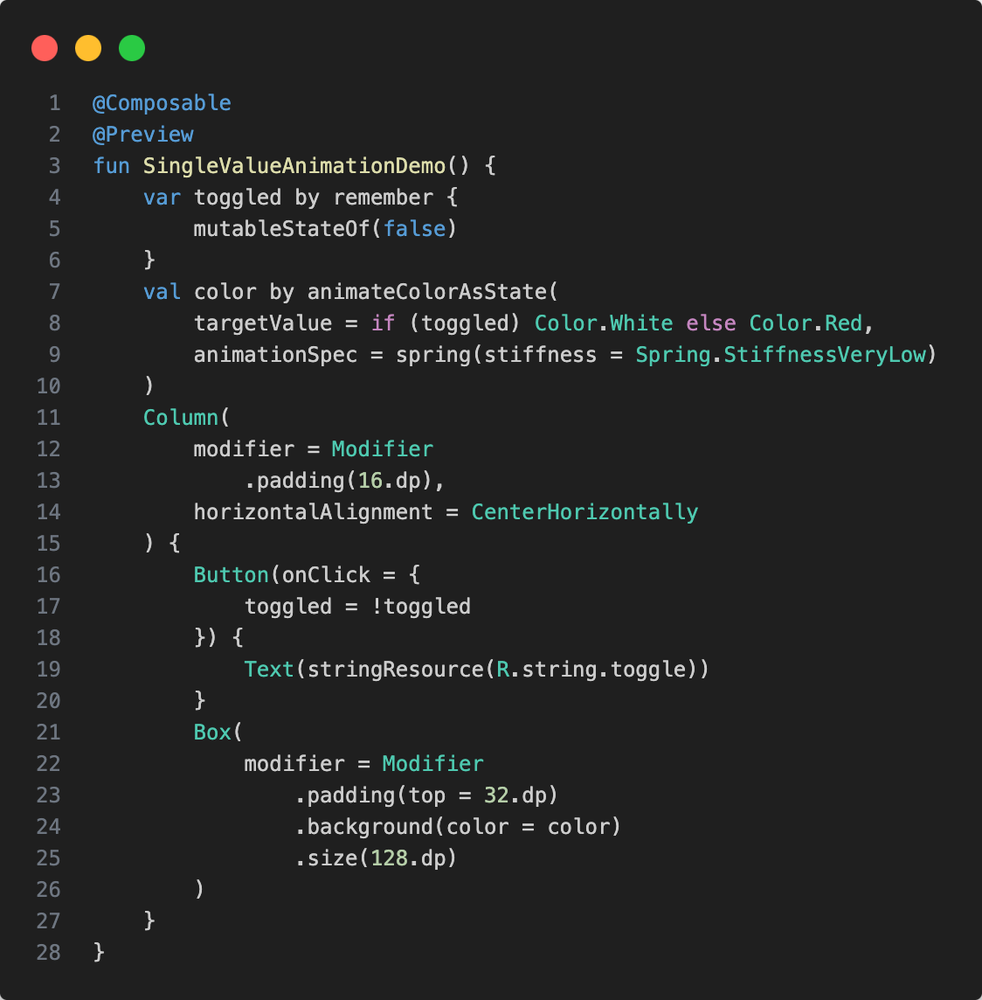 1 @Composable
2 @Preview
3 fun SingleValueAnimationDemo() {
4     var toggled by remember {
5         mutableStateOf(false)
6     }
7     val color by animateColorAsState(
8         targetValue = if (toggled) Color.White else Color.Red,
9         animationSpec = spring(stiffness = Spring.StiffnessVeryLow)
10     )
11     Column(
12         modifier = Modifier
13             .padding(16.dp),
14         horizontalAlignment = CenterHorizontally
15     ) {
16         Button(onClick = {
17             toggled = !toggled
18         }) {
19             Text(stringResource(R.string.toggle))
20         }
21         Box(
22             modifier = Modifier
23                 .padding(top = 32.dp)
24                 .background(color = color)
25                 .size(128.dp)
26         )
27     }
28 }